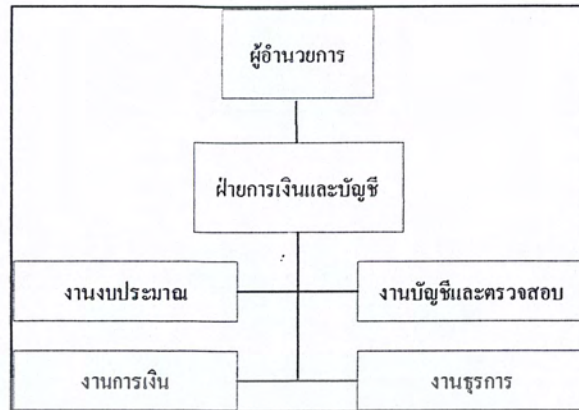 ผู้อำนวยการ
ฝ่ายการเงินและบัญชี
งานงบประมาณ
งานบัญชีและตรวจสอบ
งานการเงิน
งานธุรการ